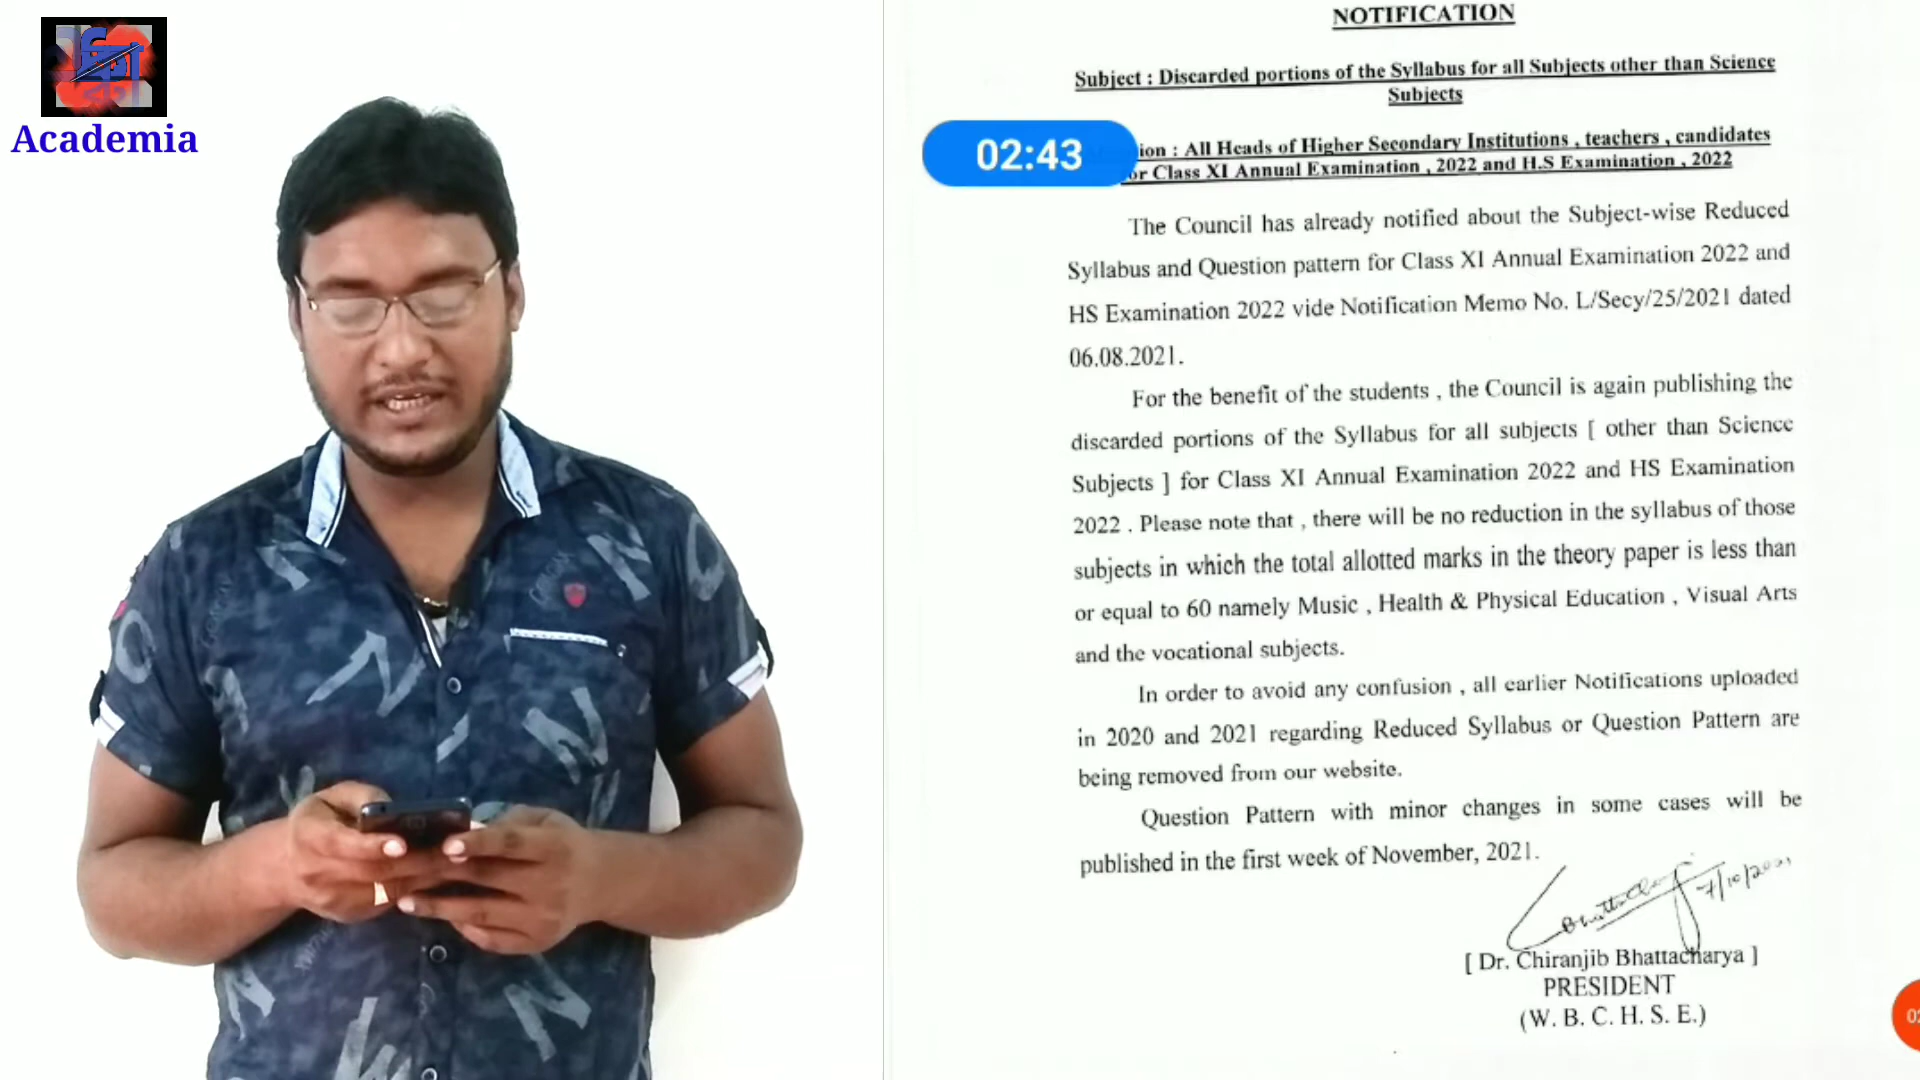 Academia
NOTIFICATION
Subject : Discarded portions of the Syllabus for all Subjects other than Science
Subjects
02:43
ion : All Heads of Higher Secondary Institutions , teachers , candidates
or Class XI Annual Examination , 2022 and H.S Examination , 2022
The Council has already notified about the Subject-wise Reduced
Syllabus and Question pattern for Class XI Annual Examination 2022 and
HS Examination 2022 vide Notification Memo No. L/Secy/25/2021 dated
06.08.2021.
For the benefit of the students , the Council is again publishing the
discarded portions of the Syllabus for all subjects [ other than Science
Subjects ] for Class XI Annual Examination 2022 and HS Examination
2022 . Please note that , there will be no reduction in the syllabus of those
subjects in which the total allotted marks in the theory paper is less than
or equal to 60 namely Music , Health & Physical Education , Visual Arts
and the vocational subjects.
In order to avoid any confusion , all earlier Notifications uploaded
in 2020 and 2021 regarding Reduced Syllabus or Question Pattern are
being removed from our website.
Question Pattern with minor changes in some cases will be
published in the first week of November, 2021.
7/10/2021
[ Dr. Chiranjib Bhattacharya ]
PRESIDENT
(W. B. C. H. S. E.)